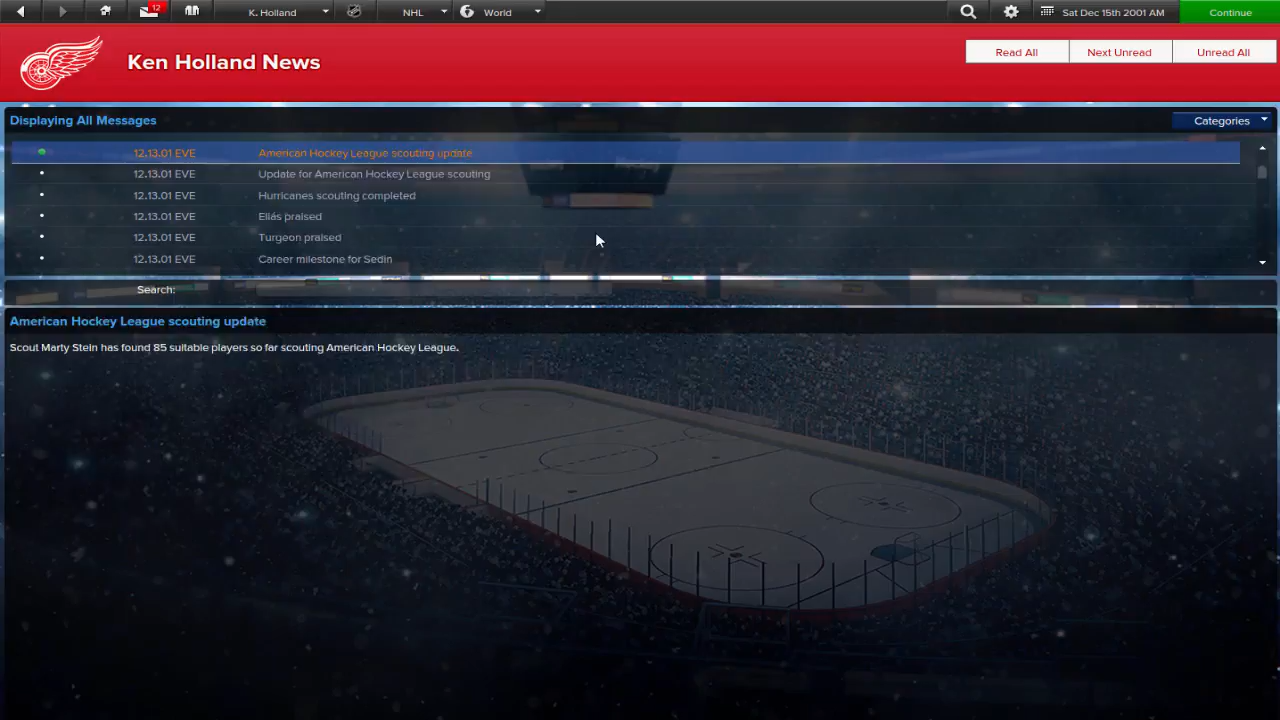 12
K. Holland
NHL
World
Sat Dec 15th 2001 AM
Continue
Ken Holland News
Read All
Next Unread
Unread All
Displaying All Messages
Categories
12.13.01 EVE American Hockey League scouting update
12.13.01 EVE Update for American Hockey League scouting
12.13.01 EVE Hurricanes scouting completed
12.13.01 EVE Eliás praised
12.13.01 EVE Turgeon praised
12.13.01 EVE Career milestone for Sedin
Search:
American Hockey League scouting update
Scout Marty Stein has found 85 suitable players so far scouting American Hockey League.